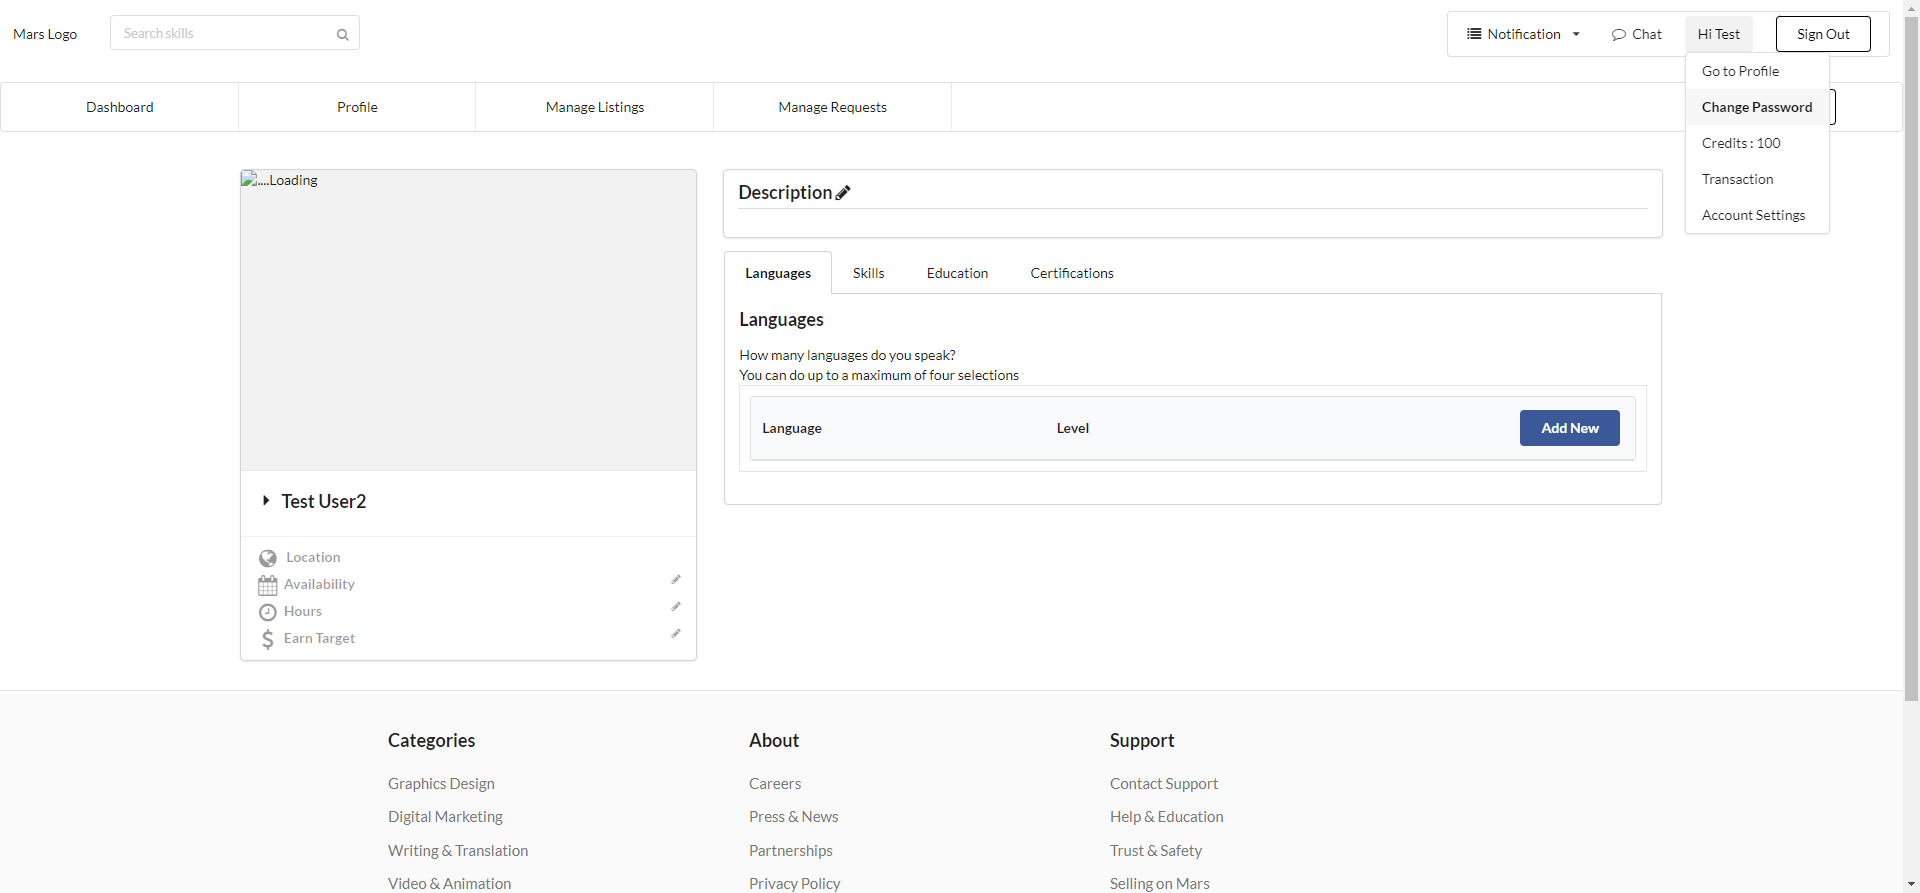 Mars Logo
Search skills
Notification
Chat
Hi Test
Sign Out
Go to Profile
Change Password
Credits : 100
Transaction
Account Settings
Dashboard
Profile
Manage Listings
Manage Requests
....Loading
Test User2
Location
Availability
Hours
Earn Target
Description
Languages
Skills
Education
Certifications
Languages
How many languages do you speak?
You can do up to a maximum of four selections
Language
Level
Add New
Categories
Graphics Design
Digital Marketing
Writing & Translation
Video & Animation
About
Careers
Press & News
Partnerships
Privacy Policy
Support
Contact Support
Help & Education
Trust & Safety
Selling on Mars